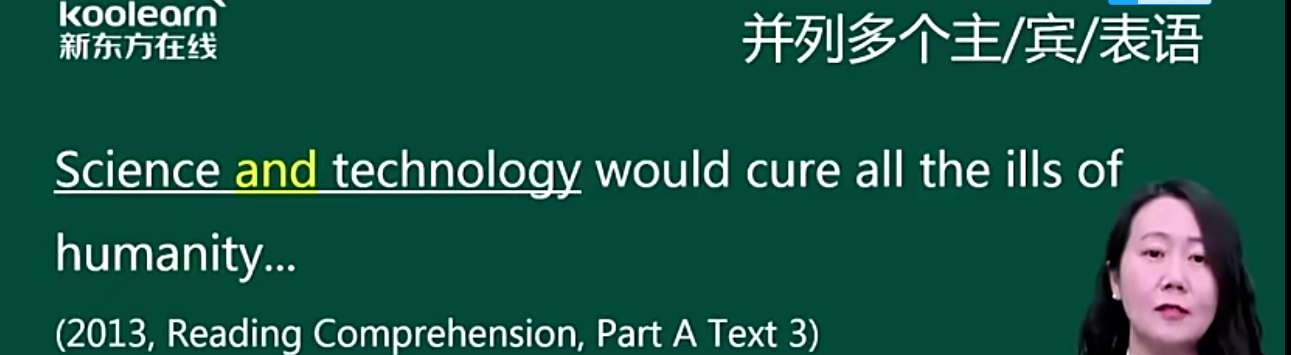 koolearn
新东方在线
并列多个主/宾/表语
Science and technology would cure all the ills of
humanity...
(2013, Reading Comprehension, Part A Text 3)